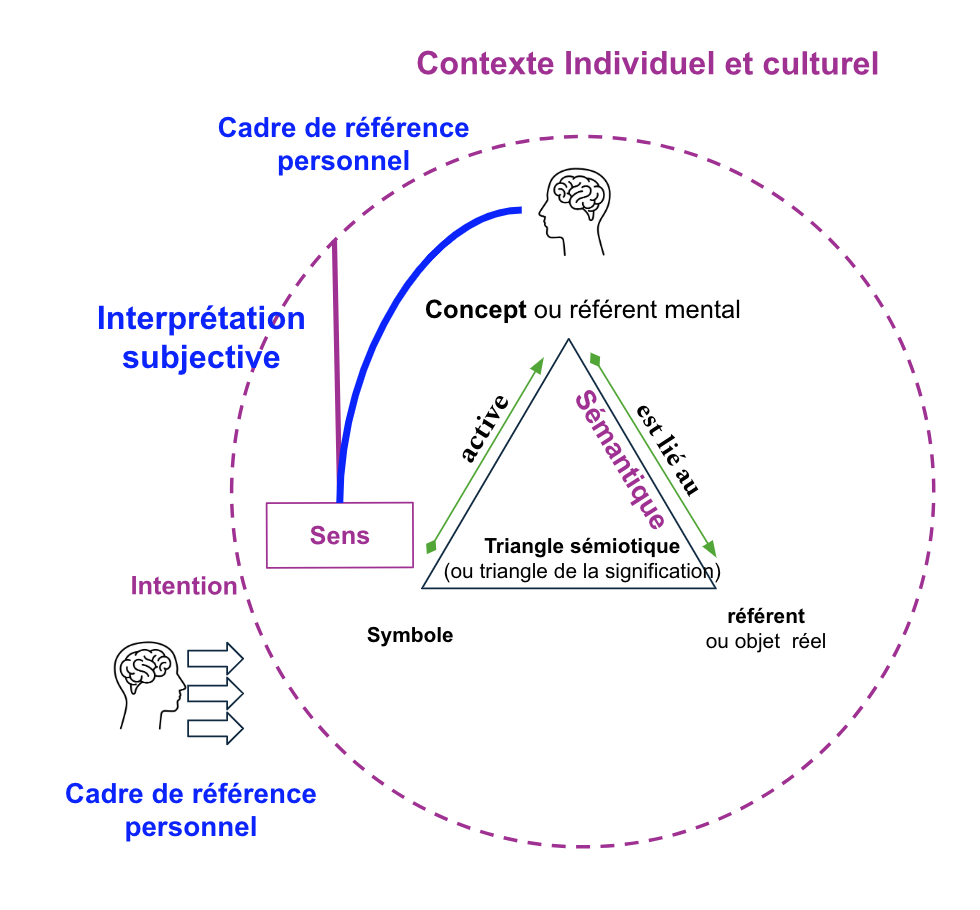 Contexte Individuel et culturel
Cadre de référence
personnel
Interprétation
subjective
Concept ou référent mental
active
est lié au
Sémantique
Sens
Triangle sémiotique
(ou triangle de la signification)
Intention
Symbole
référent
ou objet  réel
Cadre de référence
personnel